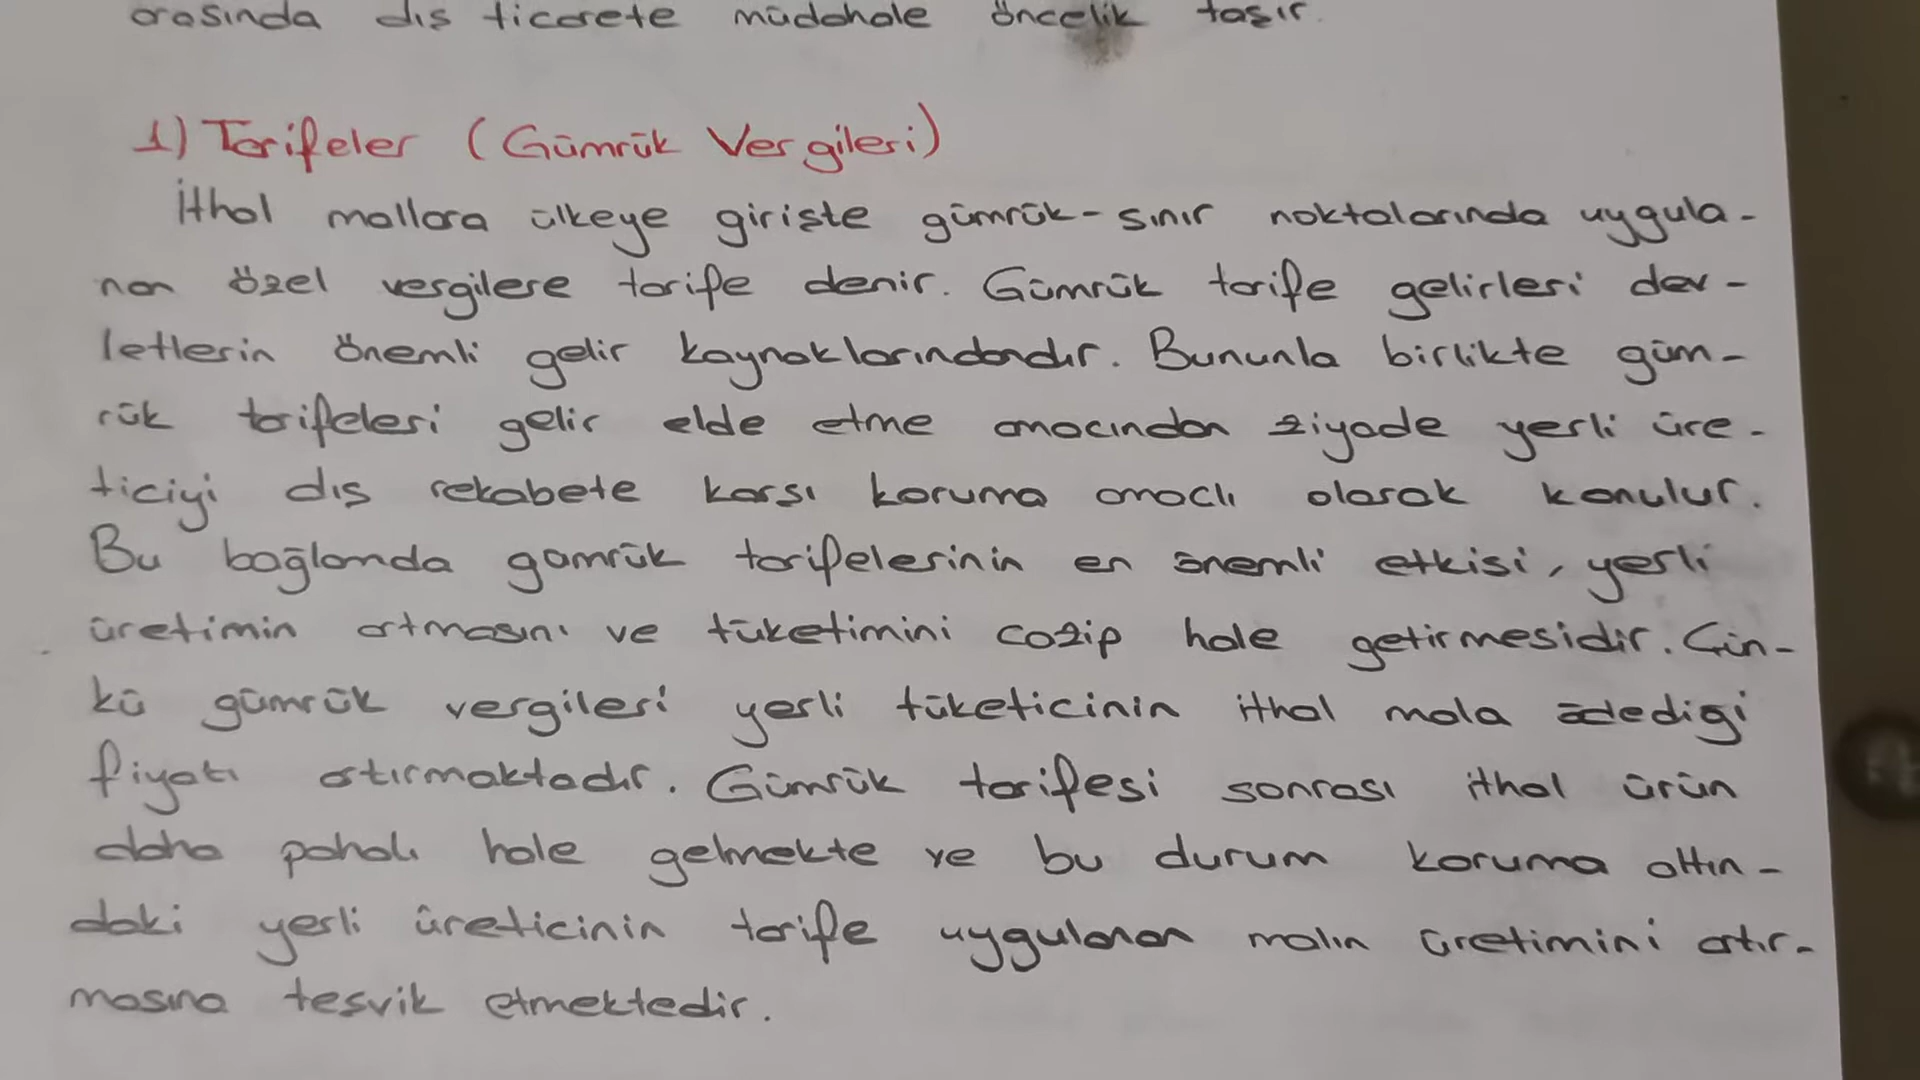 arasında dış ticarete müdahale öncelik taşır.
1) Tarifeler (Gümrük Vergileri)
İthal mallara ülkeye girişte gümrük-sınır noktalarında uygula-
nan özel vergilere tarife denir. Gümrük tarife gelirleri dev-
letlerin önemli gelir kaynaklarındandır. Bununla birlikte güm-
rük tarifeleri gelir elde etme amacından ziyade yerli üre-
ticiyi dış rekabete karşı koruma amaçlı olarak konulur.
Bu bağlamda gümrük tarifelerinin en önemli etkisi, yerli
üretimin artmasını ve tüketimini cazip hale getirmesidir. Çün-
kü gümrük vergileri yerli tüketicinin ithal mala ödediği
fiyatı artırmaktadır. Gümrük tarifesi sonrası ithal ürün
daha pahalı hale gelmekte ve bu durum koruma altın-
daki yerli üreticinin tarife uygulanan malın üretimini artır-
masına teşvik etmektedir.